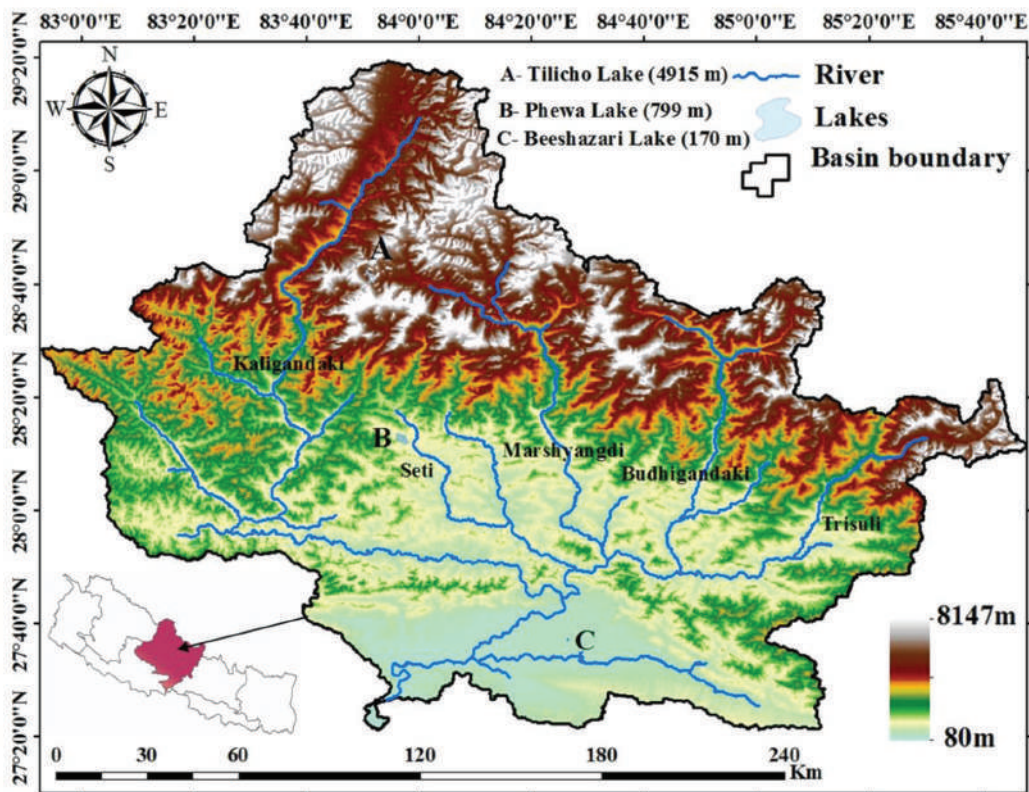 83°0'0"E 83°20'0"E 83°40'0"E 84°0'0"E 84°20'0"E 84°40'0"E 85°0'0"E 85°20'0"E 85°40'0"E
29°20'0"N
29°0'0"N
28°40'0"N
28°20'0"N
28°0'0"N
27°40'0"N
27°20'0"N
N
W E
S
A- Tilicho Lake (4915 m)
B- Phewa Lake (799 m)
C- Beeshazari Lake (170 m)
River
Lakes
Basin boundary
A
Kaligandaki
B
Seti
Marshyangdi
Budhigandaki
Trisuli
C
8147m
80m
0 30 60 120 180 240
Km